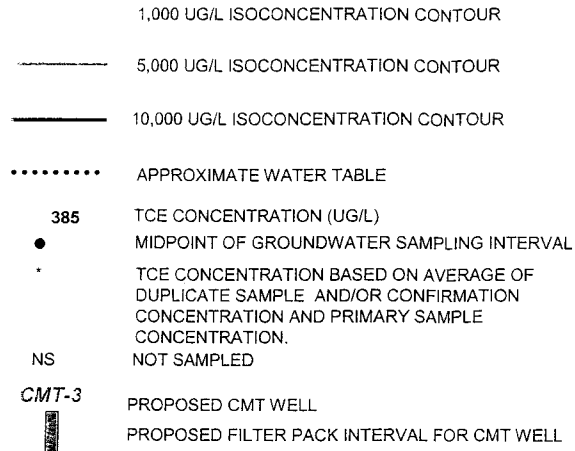 1,000 UG/L ISOCONCENTRATION CONTOUR
5,000 UG/L ISOCONCENTRATION CONTOUR
10,000 UG/L ISOCONCENTRATION CONTOUR
APPROXIMATE WATER TABLE
385 TCE CONCENTRATION (UG/L)
MIDPOINT OF GROUNDWATER SAMPLING INTERVAL
* TCE CONCENTRATION BASED ON AVERAGE OF
DUPLICATE SAMPLE AND/OR CONFIRMATION
CONCENTRATION AND PRIMARY SAMPLE
CONCENTRATION.
NS NOT SAMPLED
CMT-3 PROPOSED CMT WELL
PROPOSED FILTER PACK INTERVAL FOR CMT WELL